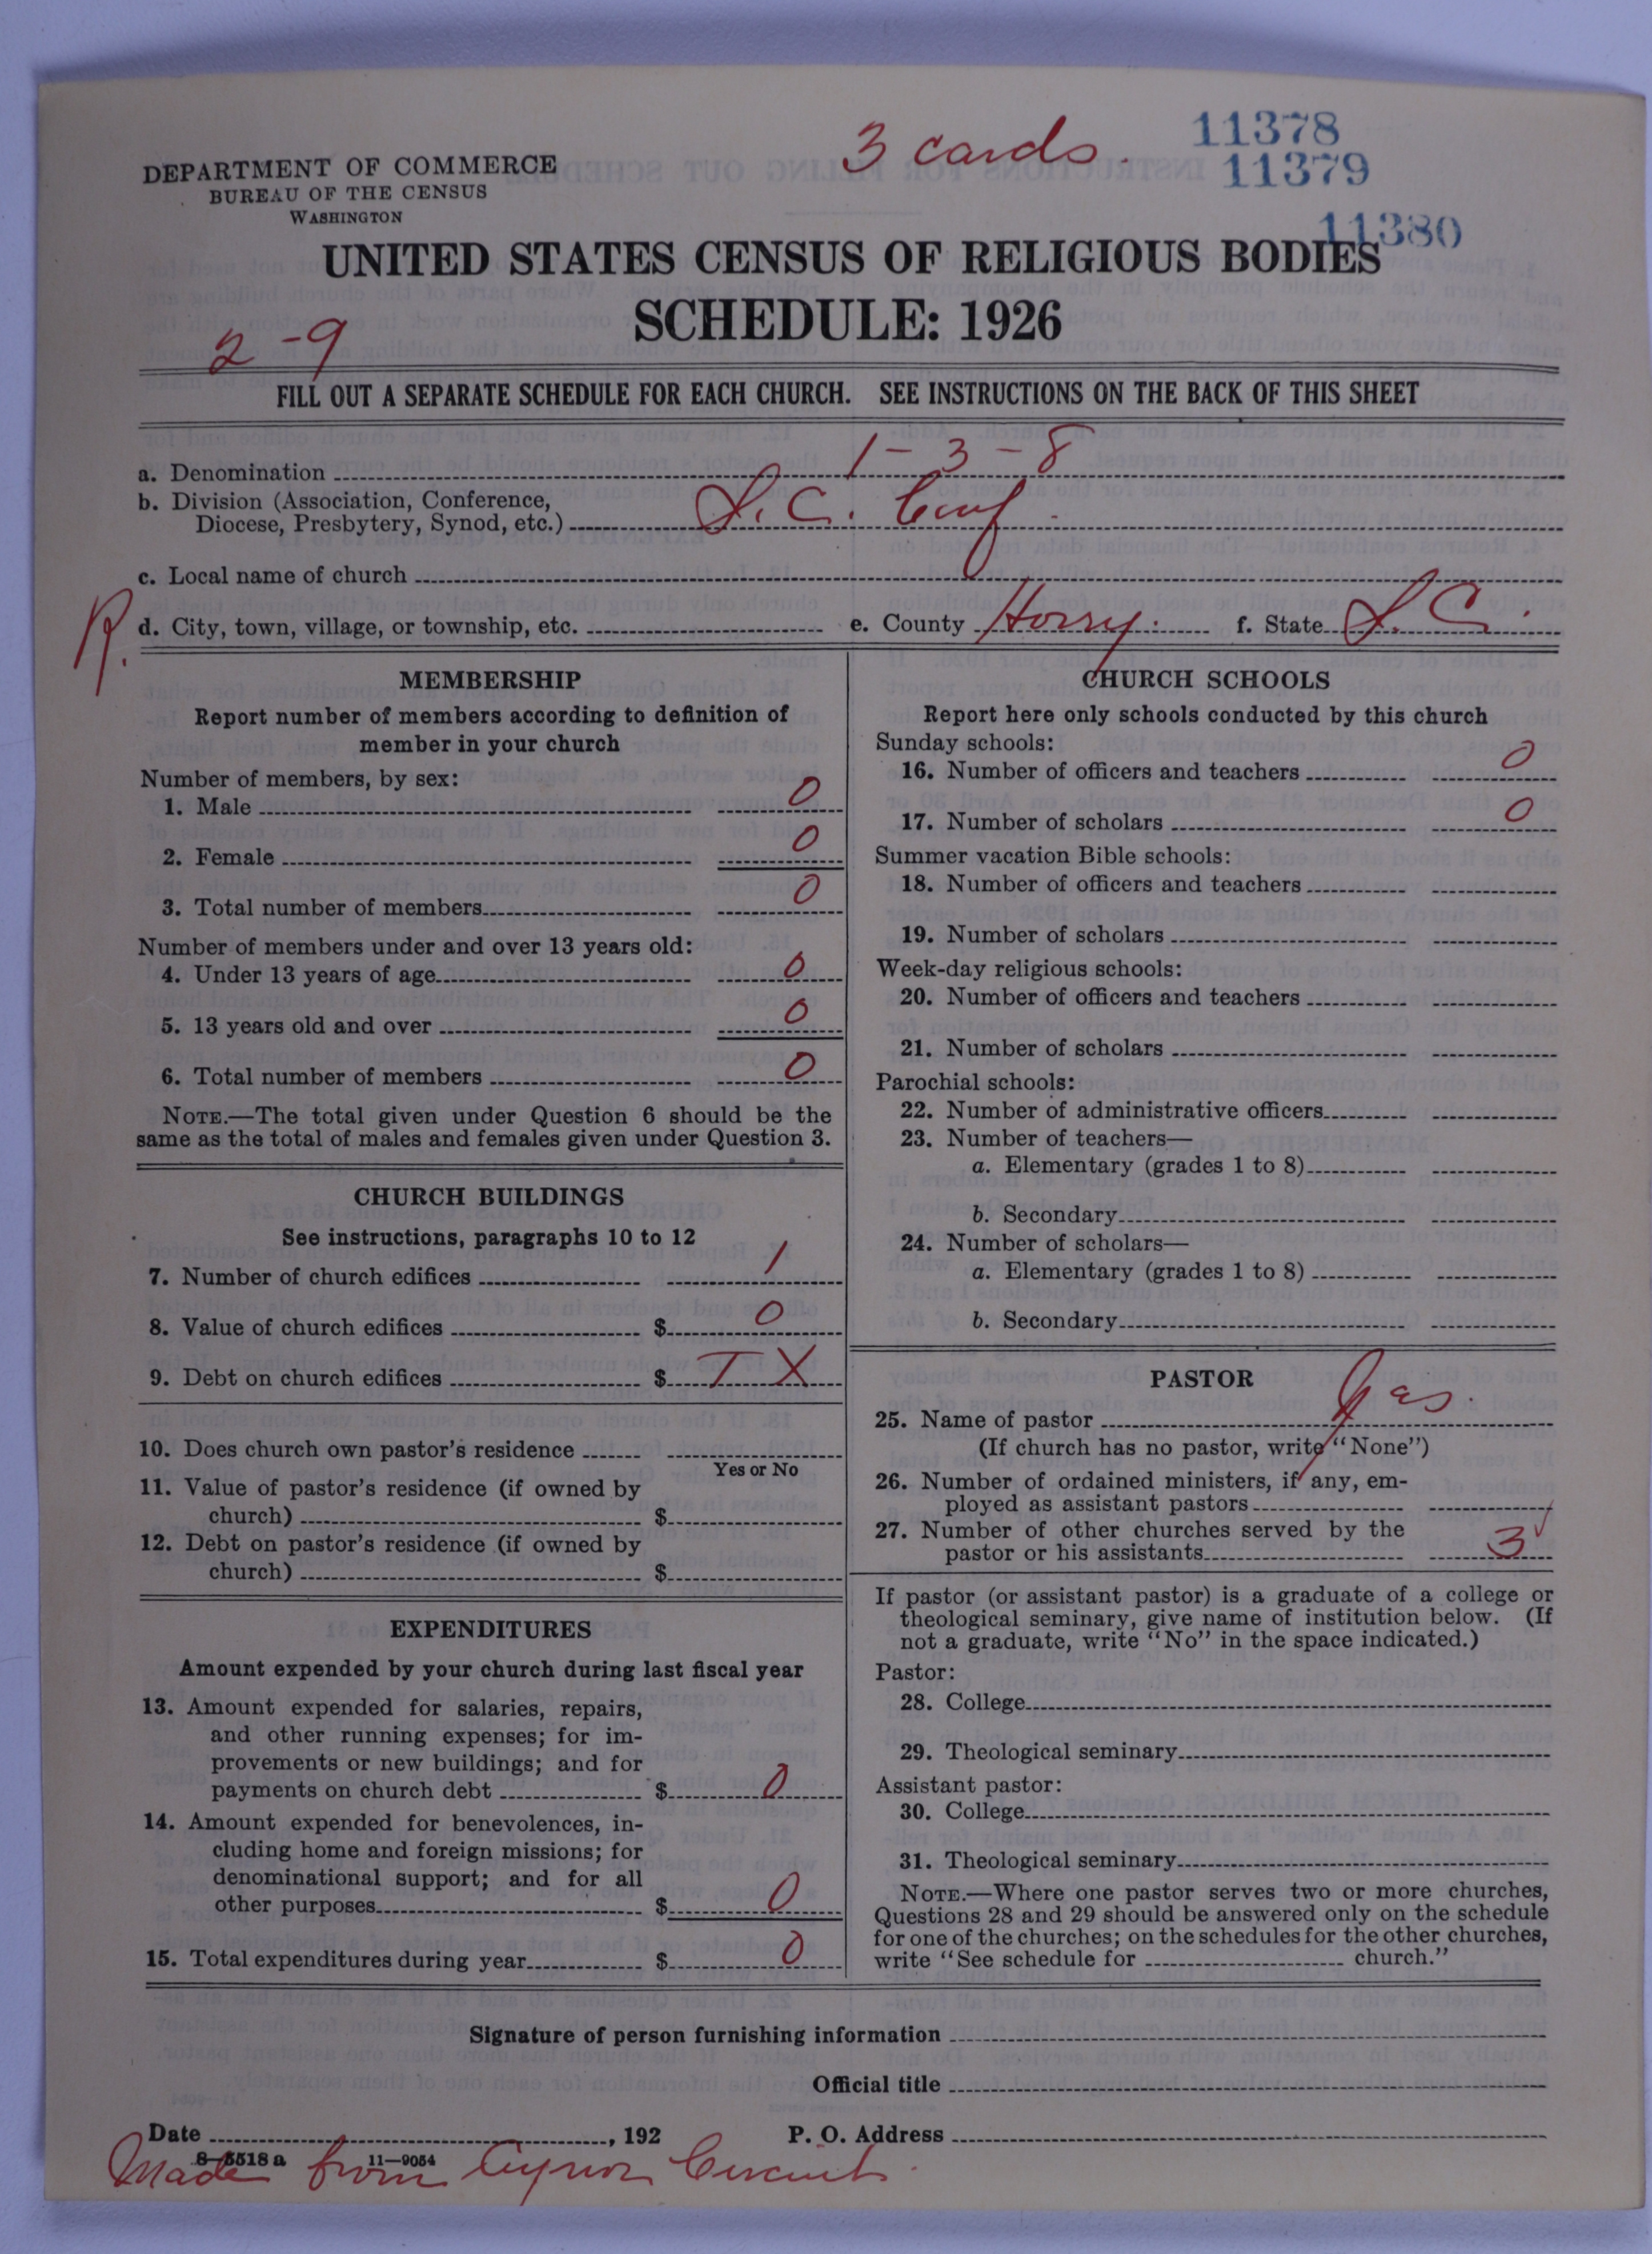 3 cards.
11378
11379
11380
DEPARTMENT OF COMMERCE
BUREAU OF THE CENSUS
WASHINGTON
UNITED STATES CENSUS OF RELIGIOUS BODIES
SCHEDULE: 1926
2-9
FILL OUT A SEPARATE SCHEDULE FOR EACH CHURCH. SEE INSTRUCTIONS ON THE BACK OF THIS SHEET
a. Denomination 1-3-8
b. Division (Association, Conference,
Diocese, Presbytery, Synod, etc.) S.C. Conf.
c. Local name of church
R.
d. City, town, village, or township, etc. e. County Horry. f. State S.C.
MEMBERSHIP
Report number of members according to definition of
member in your church
Number of members, by sex:
1. Male 0
2. Female 0
3. Total number of members 0
Number of members under and over 13 years old:
4. Under 13 years of age 0
5. 13 years old and over 0
6. Total number of members 0
NOTE.—The total given under Question 6 should be the
same as the total of males and females given under Question 3.
CHURCH BUILDINGS
See instructions, paragraphs 10 to 12
7. Number of church edifices 1
8. Value of church edifices $ 0
9. Debt on church edifices $ T X
10. Does church own pastor's residence
Yes or No
11. Value of pastor's residence (if owned by
church) $
12. Debt on pastor's residence (if owned by
church) $
EXPENDITURES
Amount expended by your church during last fiscal year
13. Amount expended for salaries, repairs,
and other running expenses; for im-
provements or new buildings; and for
payments on church debt $ 0
14. Amount expended for benevolences, in-
cluding home and foreign missions; for
denominational support; and for all
other purposes $ 0
15. Total expenditures during year $ 0
CHURCH SCHOOLS
Report here only schools conducted by this church
Sunday schools:
16. Number of officers and teachers 0
17. Number of scholars 0
Summer vacation Bible schools:
18. Number of officers and teachers
19. Number of scholars
Week-day religious schools:
20. Number of officers and teachers
21. Number of scholars
Parochial schools:
22. Number of administrative officers
23. Number of teachers—
a. Elementary (grades 1 to 8)
b. Secondary
24. Number of scholars—
a. Elementary (grades 1 to 8)
b. Secondary
PASTOR
25. Name of pastor
(If church has no pastor, write "None")
26. Number of ordained ministers, if any, em-
ployed as assistant pastors
27. Number of other churches served by the
pastor or his assistants 3 ✓
If pastor (or assistant pastor) is a graduate of a college or
theological seminary, give name of institution below. (If
not a graduate, write "No" in the space indicated.)
Pastor:
28. College
29. Theological seminary
Assistant pastor:
30. College
31. Theological seminary
NOTE.—Where one pastor serves two or more churches,
Questions 28 and 29 should be answered only on the schedule
for one of the churches; on the schedules for the other churches,
write "See schedule for church."
Signature of person furnishing information
Official title
Date , 192 P. O. Address
8—5518 a 11—9054
Made from Circuit.